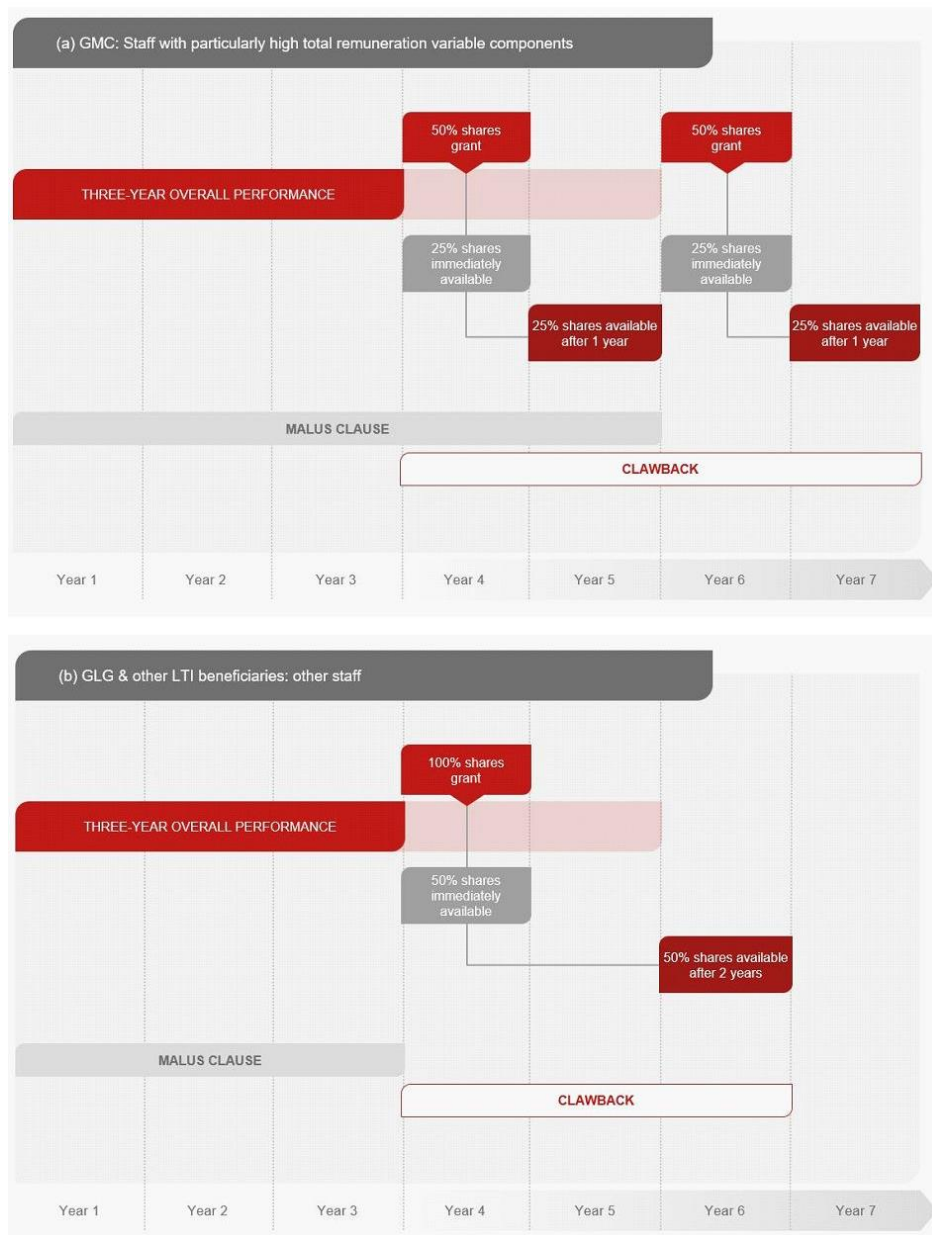 (a) GMC: Staff with particularly high total remuneration variable components
50% shares
grant
50% shares
grant
THREE-YEAR OVERALL PERFORMANCE
25% shares
immediately
available
25% shares
immediately
available
25% shares available
after 1 year
25% shares available
after 1 year
MALUS CLAUSE
CLAWBACK
Year 1
Year 2
Year 3
Year 4
Year 5
Year 6
Year 7
(b) GLG & other LTI beneficiaries: other staff
100% shares
grant
THREE-YEAR OVERALL PERFORMANCE
50% shares
immediately
available
50% shares available
after 2 years
MALUS CLAUSE
CLAWBACK
Year 1
Year 2
Year 3
Year 4
Year 5
Year 6
Year 7